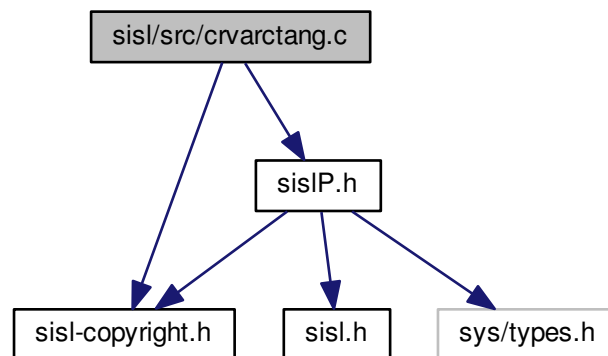 sisl/src/crvarctang.c
sislP.h
sisl-copyright.h
sisl.h
sys/types.h